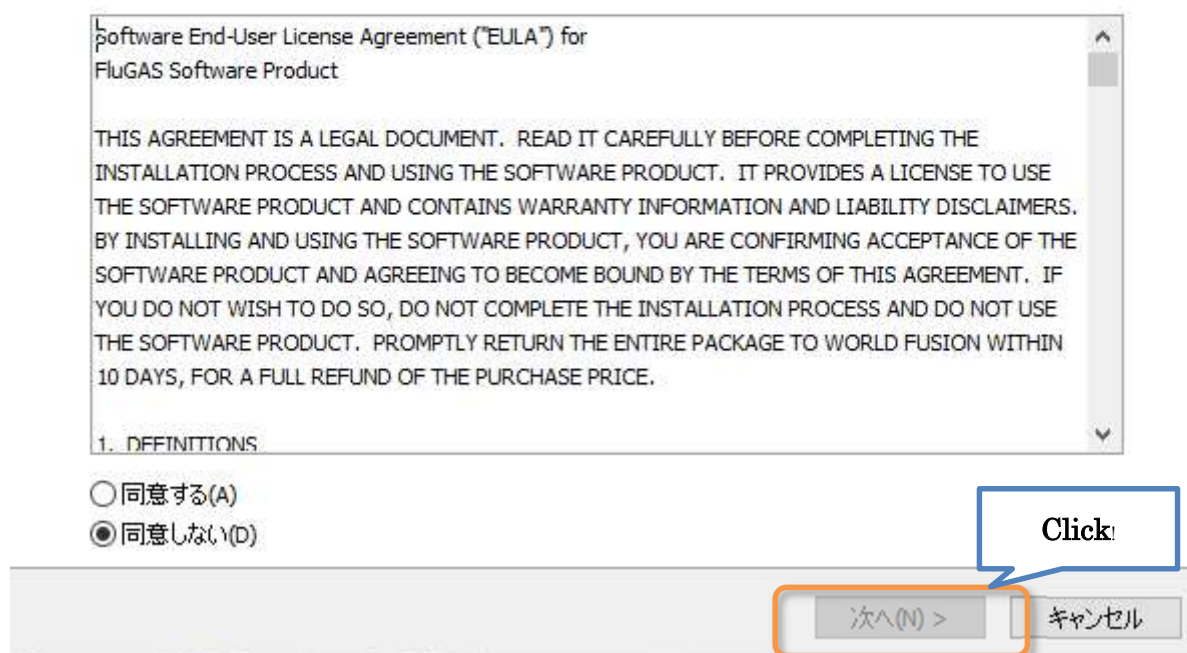 Software End-User License Agreement ("EULA") for
FluGAS Software Product
THIS AGREEMENT IS A LEGAL DOCUMENT. READ IT CAREFULLY BEFORE COMPLETING THE
INSTALLATION PROCESS AND USING THE SOFTWARE PRODUCT. IT PROVIDES A LICENSE TO USE
THE SOFTWARE PRODUCT AND CONTAINS WARRANTY INFORMATION AND LIABILITY DISCLAIMERS.
BY INSTALLING AND USING THE SOFTWARE PRODUCT, YOU ARE CONFIRMING ACCEPTANCE OF THE
SOFTWARE PRODUCT AND AGREEING TO BECOME BOUND BY THE TERMS OF THIS AGREEMENT. IF
YOU DO NOT WISH TO DO SO, DO NOT COMPLETE THE INSTALLATION PROCESS AND DO NOT USE
THE SOFTWARE PRODUCT. PROMPTLY RETURN THE ENTIRE PACKAGE TO WORLD FUSION WITHIN
10 DAYS, FOR A FULL REFUND OF THE PURCHASE PRICE.
1. DEFINITIONS
同意する(A)
同意しない(D)
Click!
次へ(N) >
キャンセル